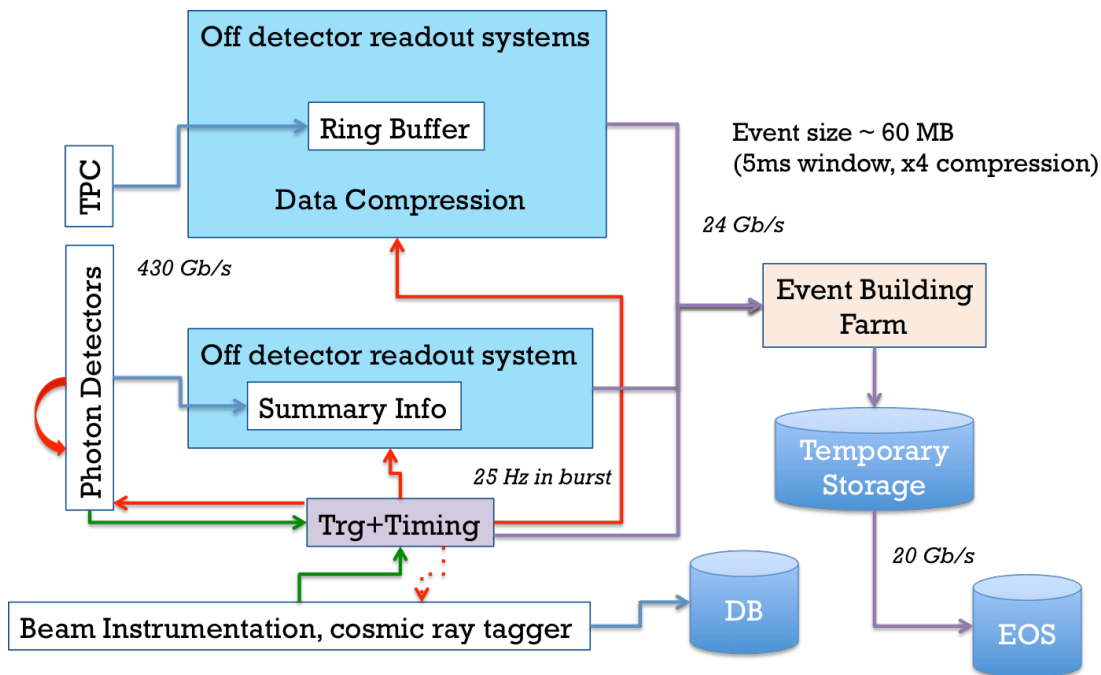 Off detector readout systems
Ring Buffer
Data Compression
TPC
Event size ~ 60 MB
(5ms window, x4 compression)
24 Gb/s
430 Gb/s
Photon Detectors
Event Building
Farm
Off detector readout system
Summary Info
Temporary
Storage
25 Hz in burst
Trg+Timing
20 Gb/s
DB
EOS
Beam Instrumentation, cosmic ray tagger